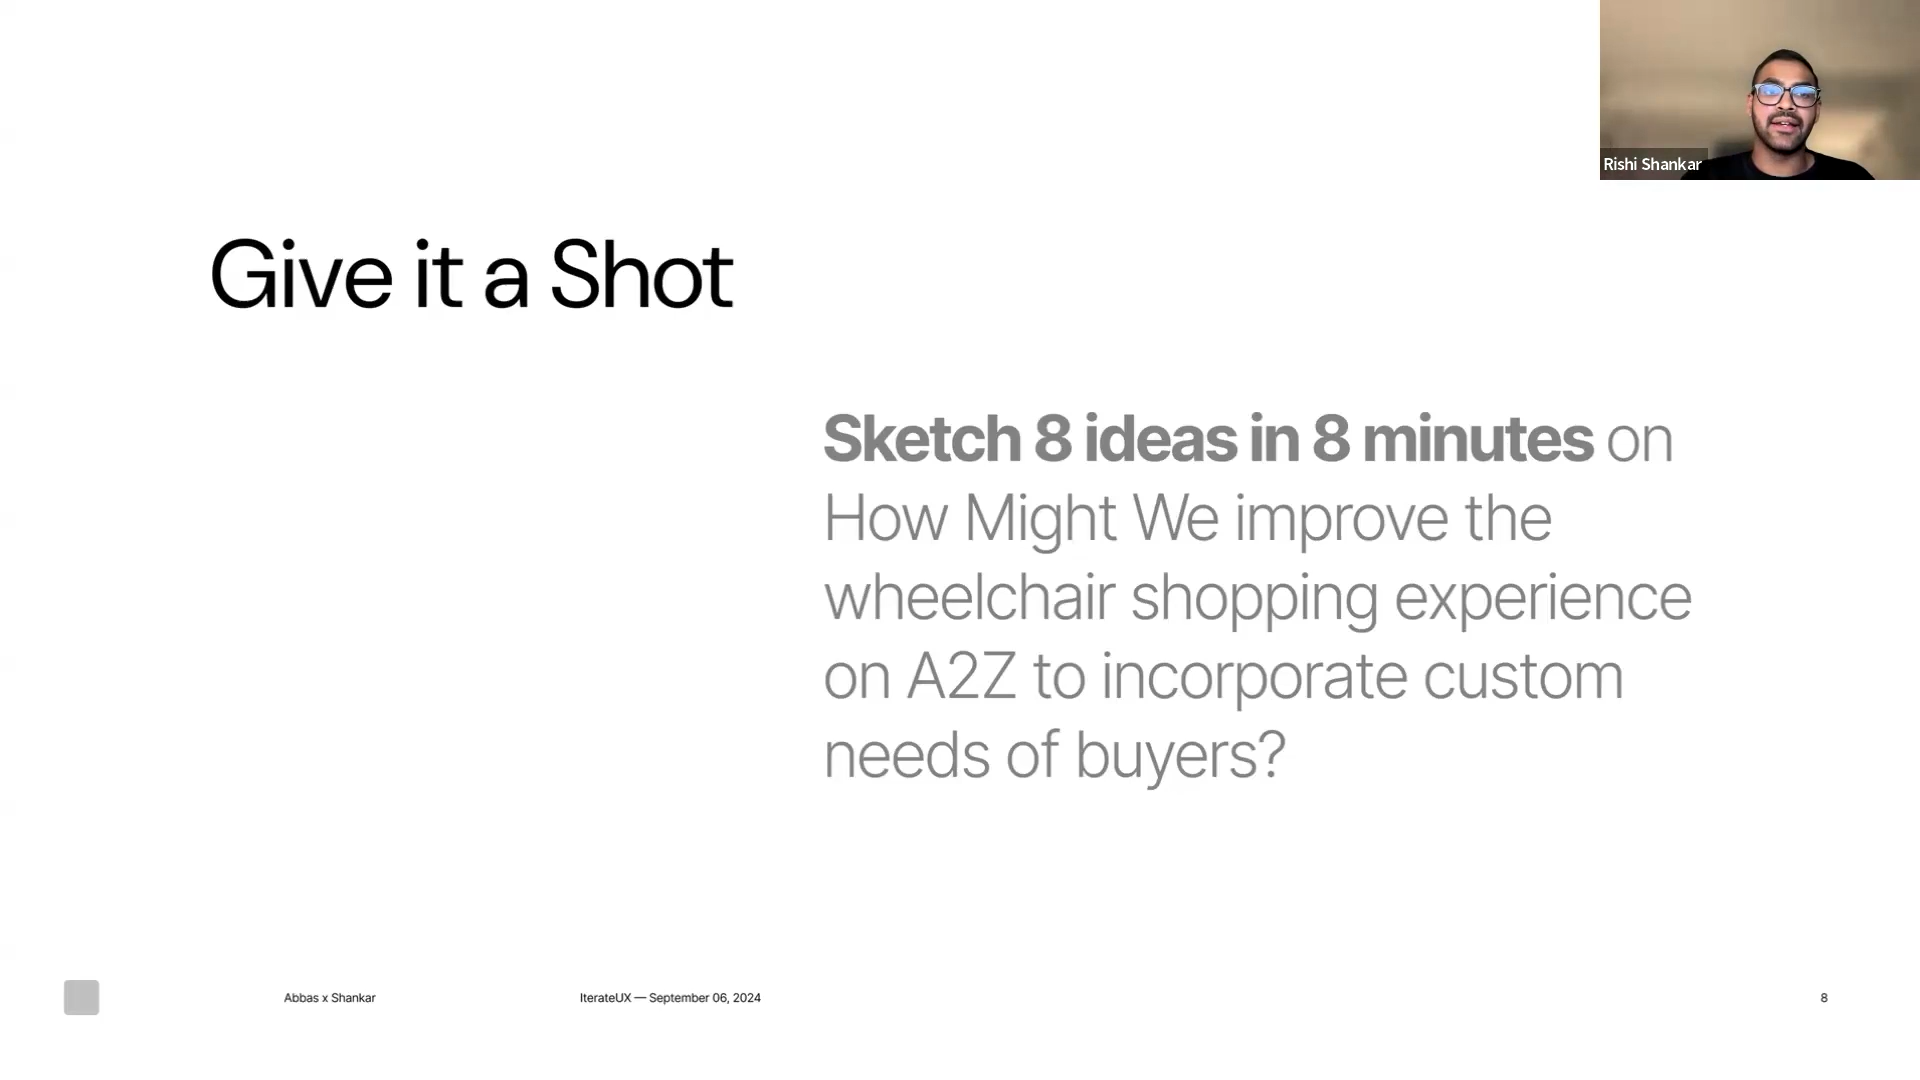 Rishi Shankar
Give it a Shot
Sketch 8 ideas in 8 minutes on
How Might We improve the
wheelchair shopping experience
on A2Z to incorporate custom
needs of buyers?
Abbas x Shankar
IterateUX — September 06, 2024
8